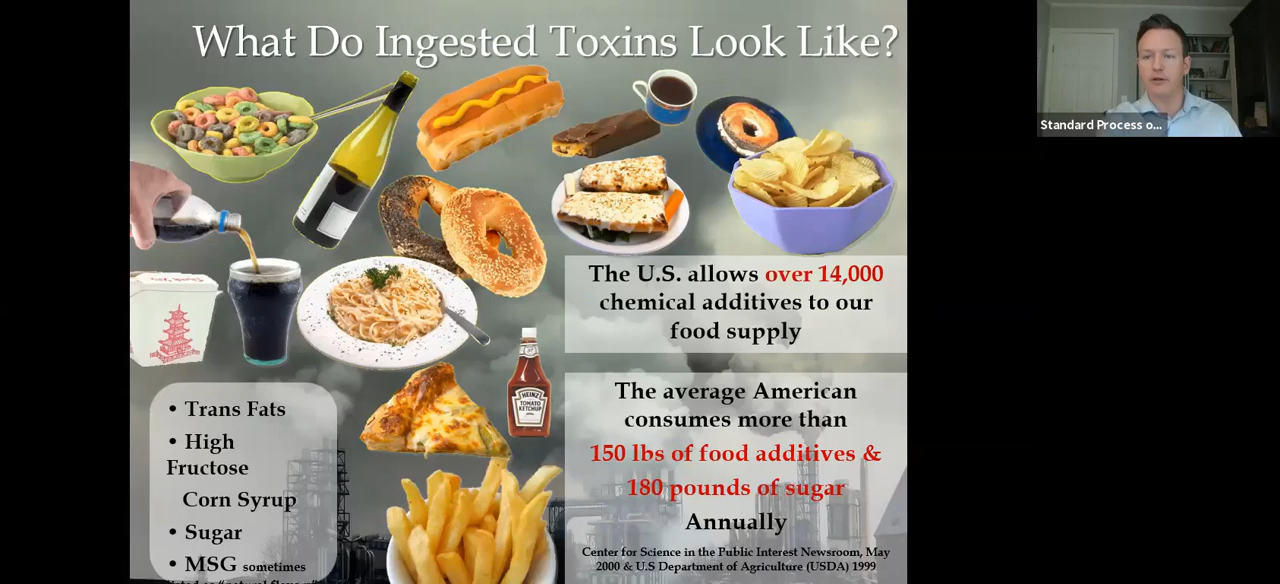 What Do Ingested Toxins Look Like?
Standard Process o...
The U.S. allows over 14,000
chemical additives to our
food supply
HEINZ
TOMATO
KETCHUP
The average American
consumes more than
150 lbs of food additives &
180 pounds of sugar
Annually
Center for Science in the Public Interest Newsroom, May
2000 & U.S Department of Agriculture (USDA) 1999
• Trans Fats
• High
Fructose
Corn Syrup
• Sugar
• MSG sometimes